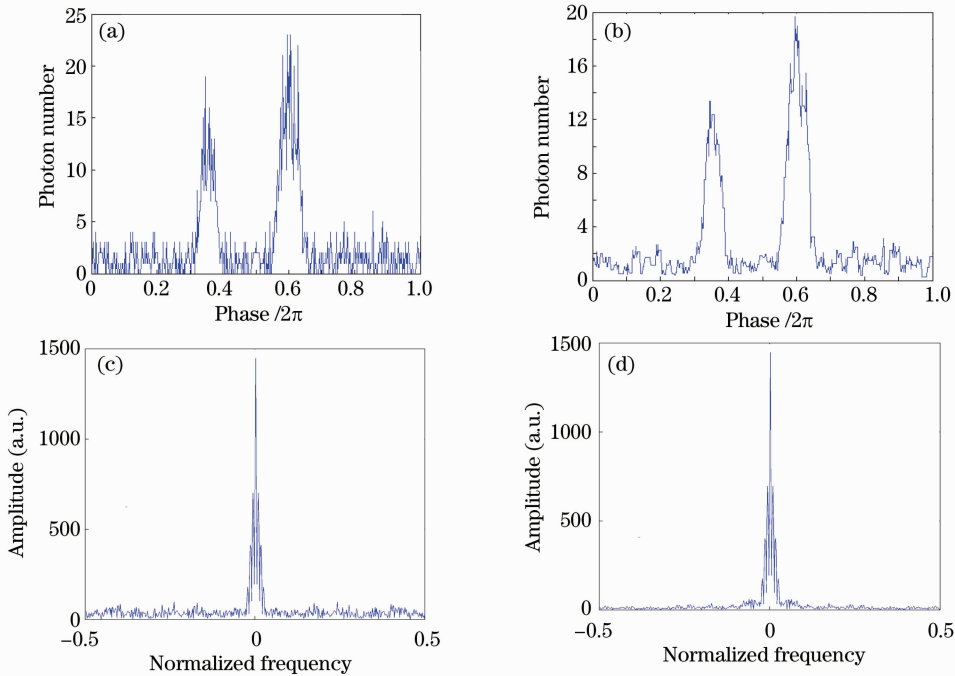 (a)
Photon number
25
20
15
10
5
0
0 0.2 0.4 0.6 0.8 1.0
Phase /2π
(b)
Photon number
20
16
12
8
4
0
0 0.2 0.4 0.6 0.8 1.0
Phase /2π
(c)
Amplitude (a.u.)
1500
1000
500
0
−0.5 0 0.5
Normalized frequency
(d)
Amplitude (a.u.)
1500
1000
500
0
−0.5 0 0.5
Normalized frequency